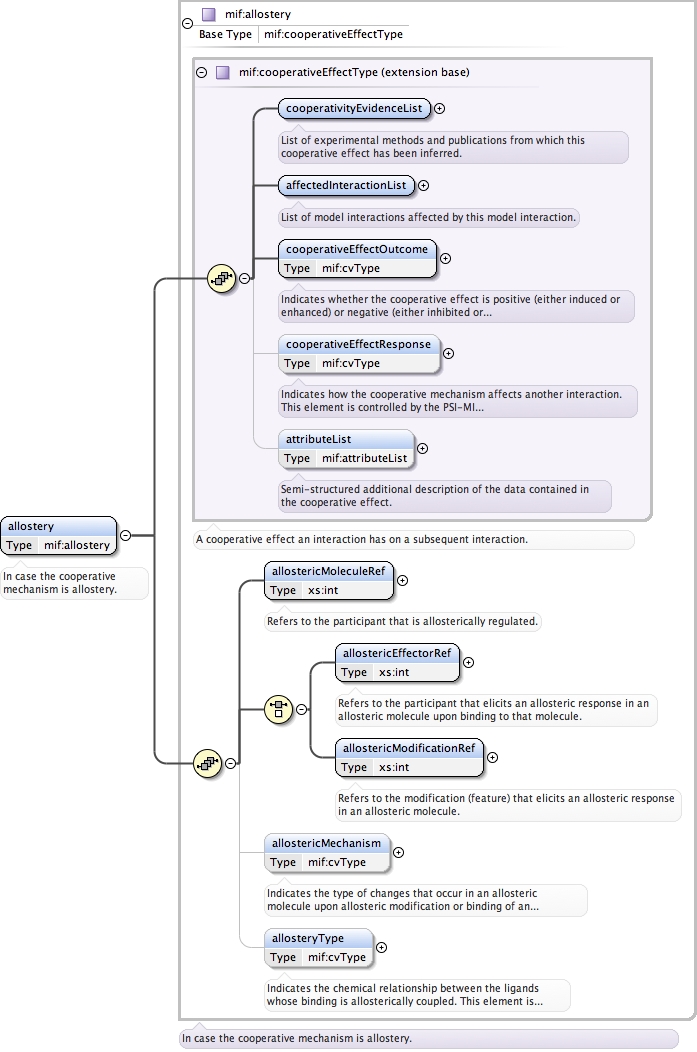 mif:allostery
Base Type mif:cooperativeEffectType
mif:cooperativeEffectType (extension base)
cooperativityEvidenceList
List of experimental methods and publications from which this
cooperative effect has been inferred.
affectedInteractionList
List of model interactions affected by this model interaction.
cooperativeEffectOutcome
Type mif:cvType
Indicates whether the cooperative effect is positive (either induced or
enhanced) or negative (either inhibited or...
cooperativeEffectResponse
Type mif:cvType
Indicates how the cooperative mechanism affects another interaction.
This element is controlled by the PSI-MI...
attributeList
Type mif:attributeList
Semi-structured additional description of the data contained in
the cooperative effect.
A cooperative effect an interaction has on a subsequent interaction.
allostery
Type mif:allostery
In case the cooperative
mechanism is allostery.
allostericMoleculeRef
Type xs:int
Refers to the participant that is allosterically regulated.
allostericEffectorRef
Type xs:int
Refers to the participant that elicits an allosteric response in an
allosteric molecule upon binding to that molecule.
allostericModificationRef
Type xs:int
Refers to the modification (feature) that elicits an allosteric response
in an allosteric molecule.
allostericMechanism
Type mif:cvType
Indicates the type of changes that occur in an allosteric
molecule upon allosteric modification or binding of an...
allosteryType
Type mif:cvType
Indicates the chemical relationship between the ligands
whose binding is allosterically coupled. This element is...
In case the cooperative mechanism is allostery.